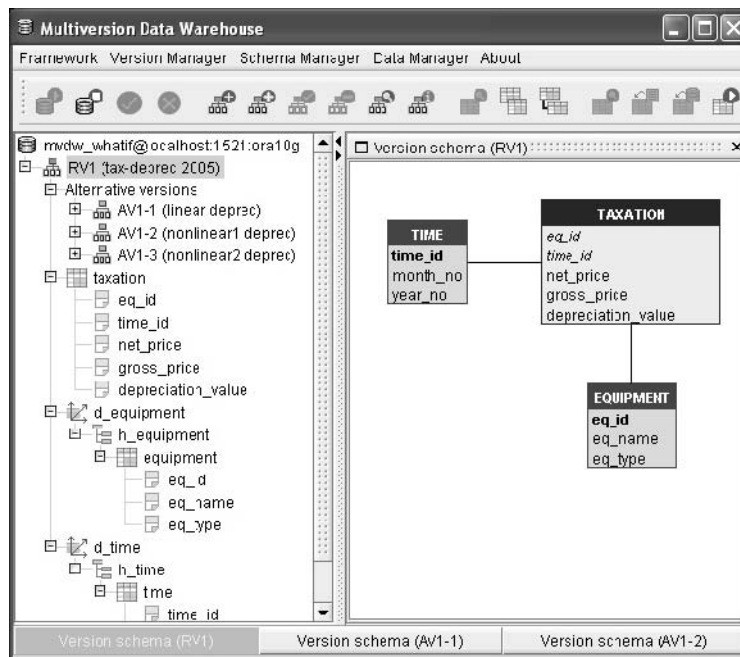 Multiversion Data Warehouse
Framework Version Manager Schema Manager Data Manager About
mvdw_whatif@localhost:1521:ora10g
RV1 (tax-deprec 2005)
Alternative versions
AV1-1 (linear deprec)
AV1-2 (nonlinear1 deprec)
AV1-3 (nonlinear2 deprec)
taxation
eq_id
time_id
net_price
gross_price
depreciation_value
d_equipment
h_equipment
equipment
eq_id
eq_name
eq_type
d_time
h_time
time
time_id
Version schema (RV1)
TIME
time_id
month_no
year_no
TAXATION
eq_id
time_id
net_price
gross_price
depreciation_value
EQUIPMENT
eq_id
eq_name
eq_type
Version schema (RV1)
Version schema (AV1-1)
Version schema (AV1-2)